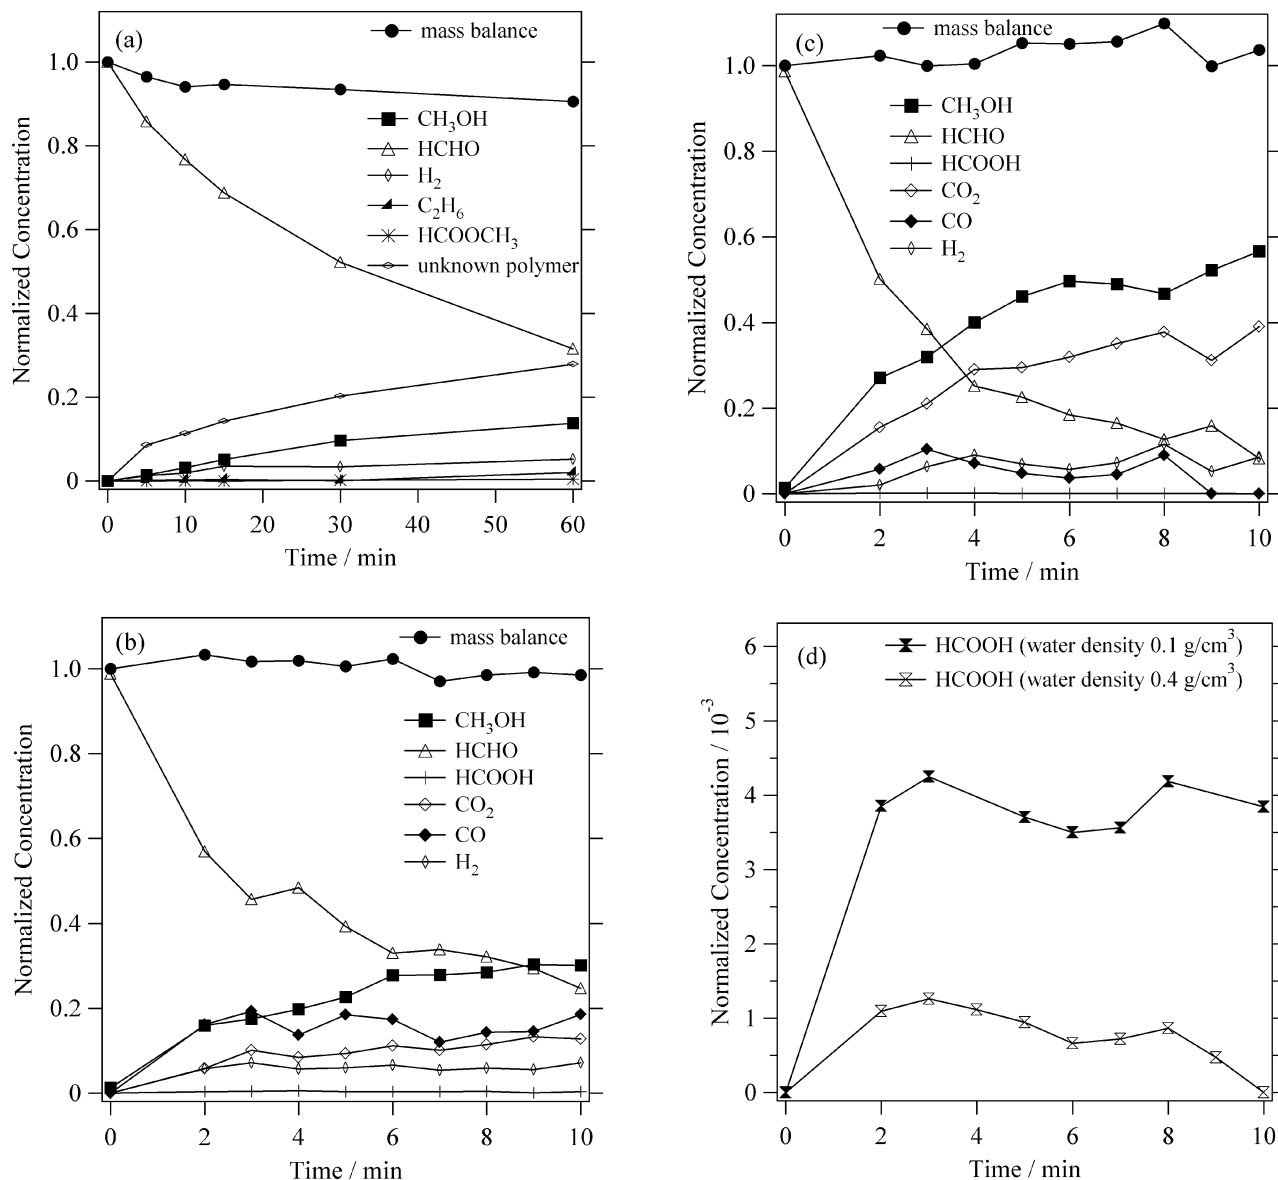 (a)
mass balance
CH3OH
HCHO
H2
C2H6
HCOOCH3
unknown polymer
Normalized Concentration
1.0
0.8
0.6
0.4
0.2
0
0 10 20 30 40 50 60
Time / min
(c)
mass balance
CH3OH
HCHO
HCOOH
CO2
CO
H2
Normalized Concentration
1.0
0.8
0.6
0.4
0.2
0
0 2 4 6 8 10
Time / min
(b)
mass balance
CH3OH
HCHO
HCOOH
CO2
CO
H2
Normalized Concentration
1.0
0.8
0.6
0.4
0.2
0
0 2 4 6 8 10
Time / min
(d)
HCOOH (water density 0.1 g/cm³)
HCOOH (water density 0.4 g/cm³)
Normalized Concentration / 10⁻³
6
5
4
3
2
1
0
0 2 4 6 8 10
Time / min